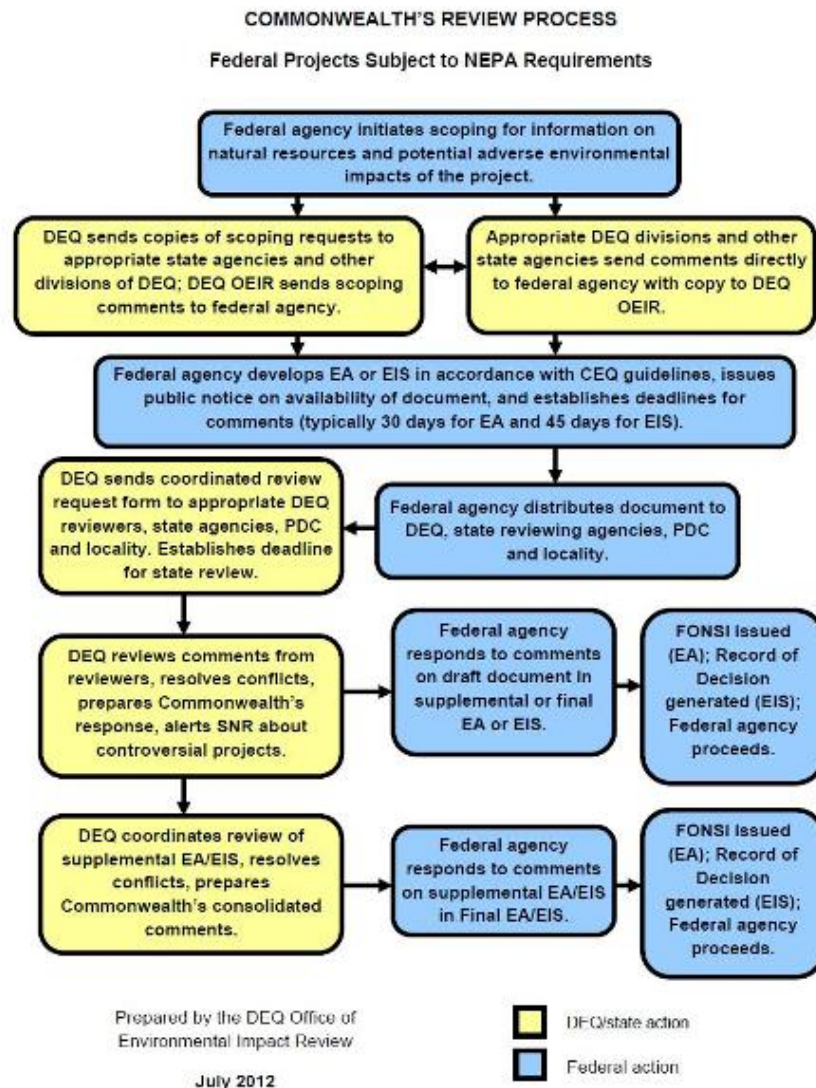 COMMONWEALTH'S REVIEW PROCESS
Federal Projects Subject to NEPA Requirements
Federal agency initiates scoping for information on
natural resources and potential adverse environmental
impacts of the project.
DEQ sends copies of scoping requests to
appropriate state agencies and other
divisions of DEQ; DEQ OEIR sends scoping
comments to federal agency.
Appropriate DEQ divisions and other
state agencies send comments directly
to federal agency with copy to DEQ
OEIR.
Federal agency develops EA or EIS in accordance with CEQ guidelines, issues
public notice on availability of document, and establishes deadlines for
comments (typically 30 days for EA and 45 days for EIS).
DEQ sends coordinated review
request form to appropriate DEQ
reviewers, state agencies, PDC
and locality. Establishes deadline
for state review.
Federal agency distributes document to
DEQ, state reviewing agencies, PDC
and locality.
DEQ reviews comments from
reviewers, resolves conflicts,
prepares Commonwealth's
response, alerts SNR about
controversial projects.
Federal agency
responds to comments
on draft document in
supplemental or final
EA or EIS.
FONSI Issued
(EA); Record of
Decision
generated (EIS);
Federal agency
proceeds.
DEQ coordinates review of
supplemental EA/EIS, resolves
conflicts, prepares
Commonwealth's consolidated
comments.
Federal agency
responds to comments
on supplemental EA/EIS
in Final EA/EIS.
FONSI Issued
(EA); Record of
Decision
generated (EIS);
Federal agency
proceeds.
Prepared by the DEQ Office of
Environmental Impact Review
July 2012
DEQ/state action
Federal action